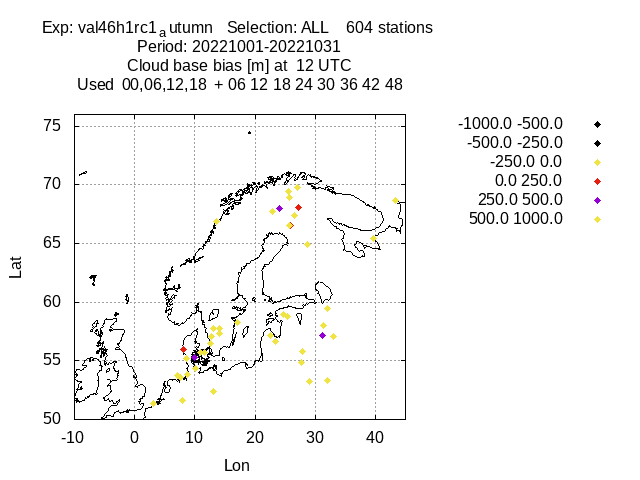 Exp: val46h1rc1autumn   Selection: ALL    604 stations
Period: 20221001-20221031
Cloud base bias [m] at  12 UTC
Used  00,06,12,18  + 06 12 18 24 30 36 42 48
-1000.0 -500.0
-500.0 -250.0
-250.0 0.0
0.0 250.0
250.0 500.0
500.0 1000.0
75
70
65
60
55
50
Lat
-10 0 10 20 30 40
Lon